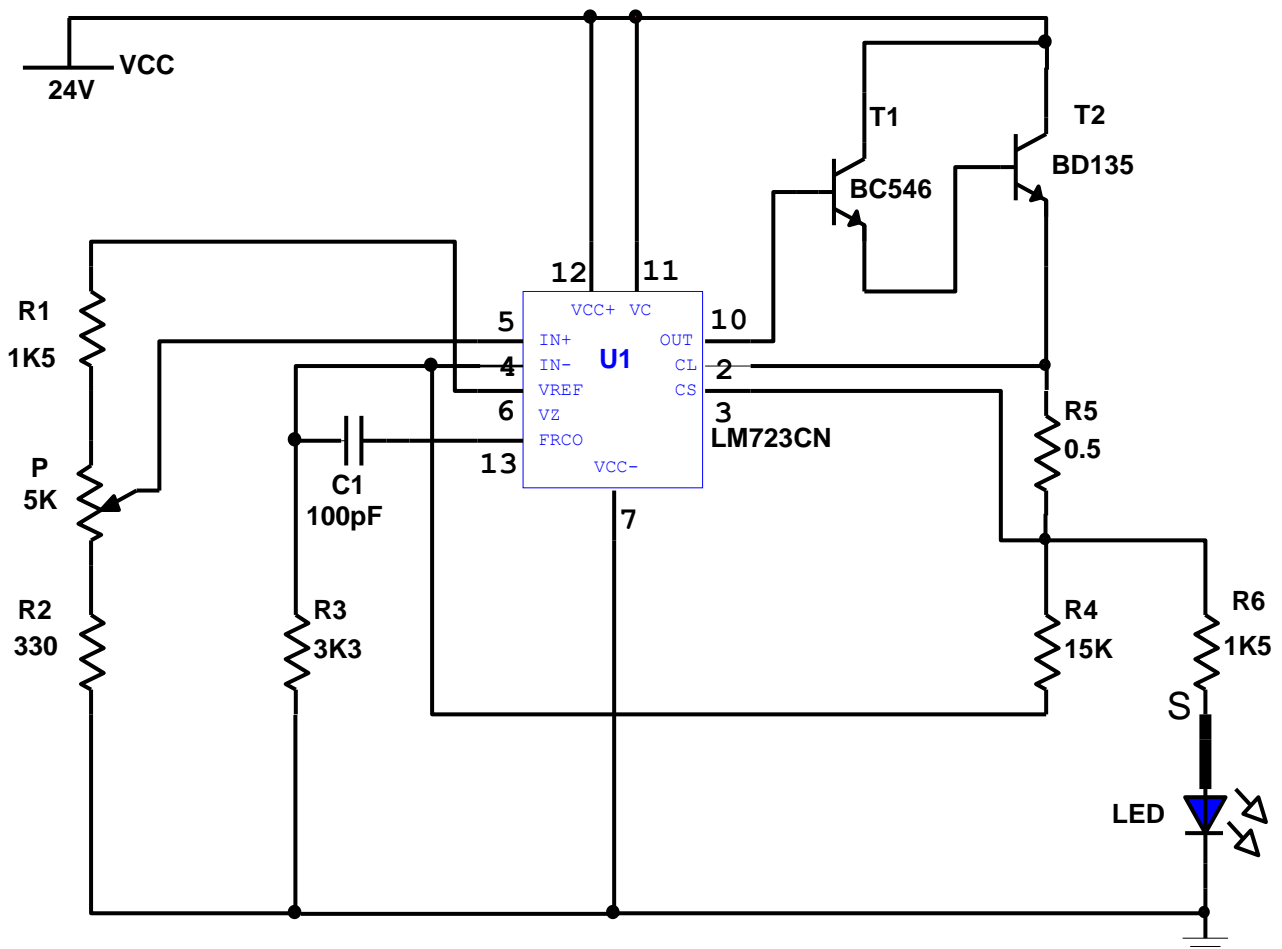 VCC
24V
T1
T2
BC546
BD135
12
11
R1
1K5
5
VCC+ VC
10
IN+
OUT
U1
4
IN-
CL
2
VREF
CS
6
VZ
3
FRCO
LM723CN
13
VCC-
P
5K
C1
100pF
7
R5
0.5
R2
330
R3
3K3
R4
15K
R6
1K5
S
LED